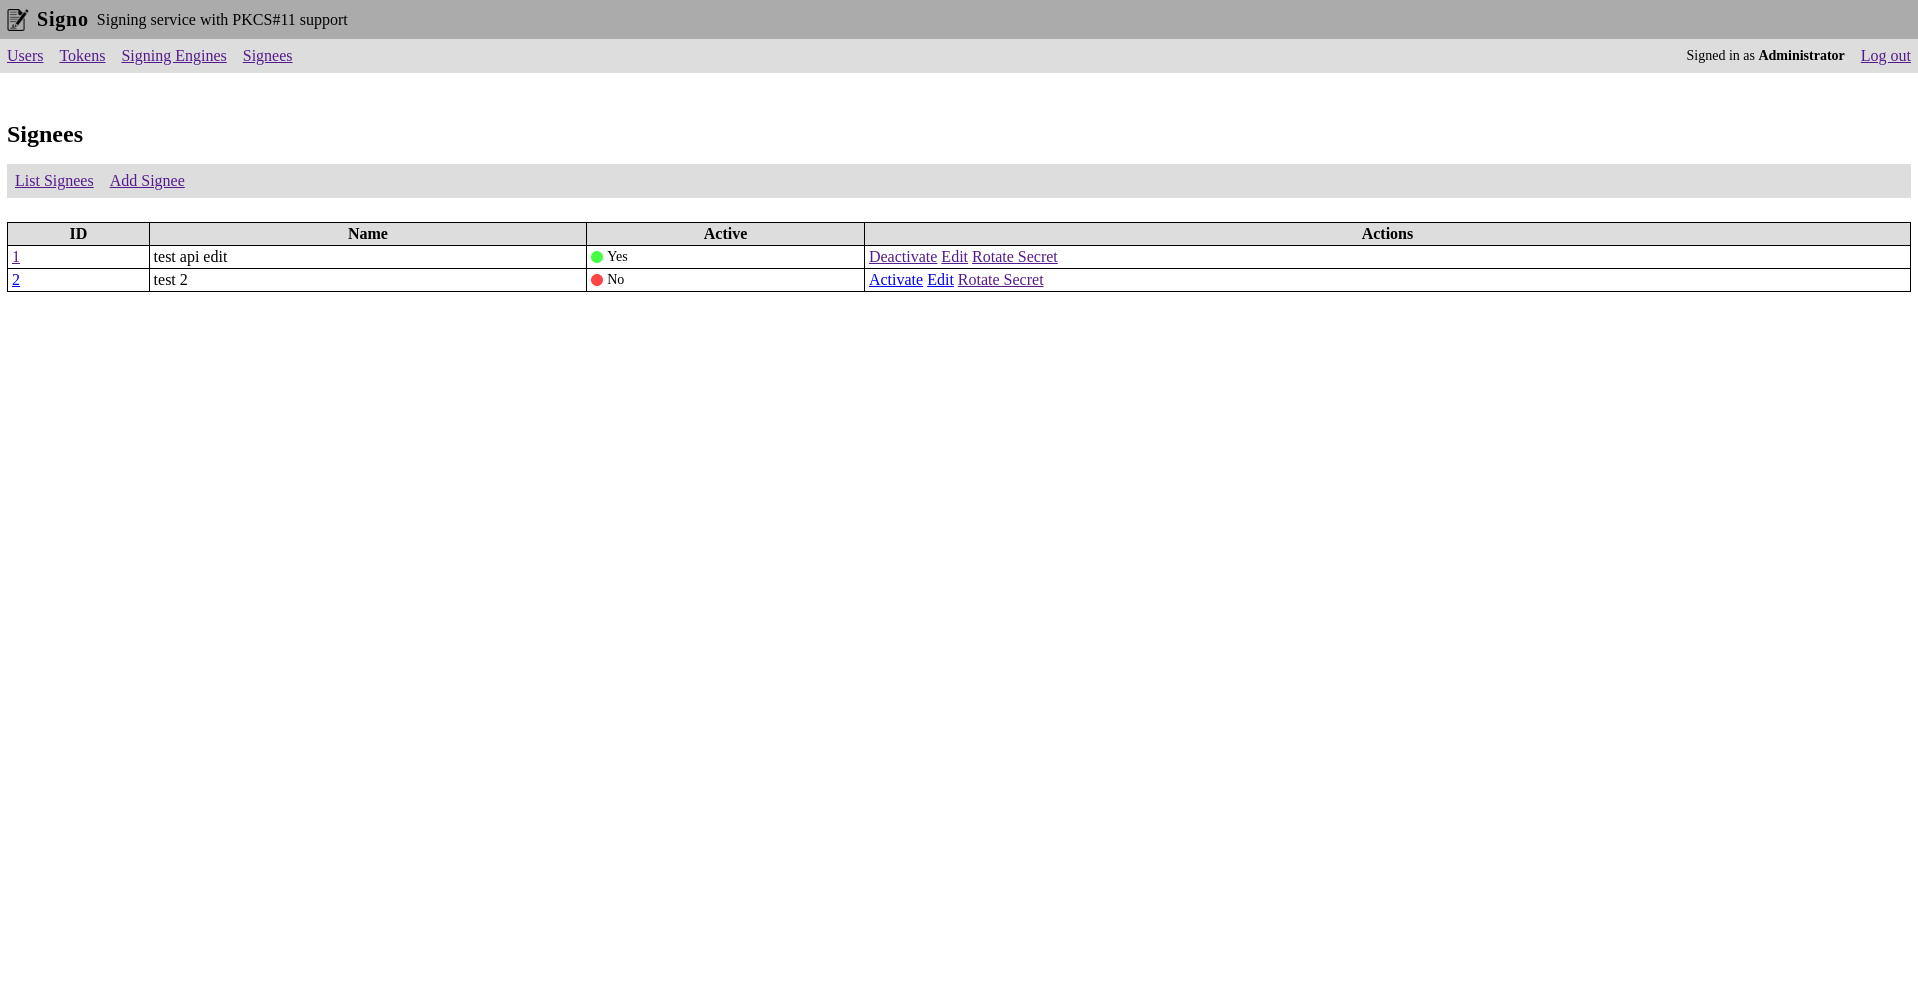 Signo Signing service with PKCS#11 support
Users Tokens Signing Engines Signees Signed in as Administrator Log out
Signees
List Signees Add Signee
ID Name Active Actions
1 test api edit Yes Deactivate Edit Rotate Secret
2 test 2 No Activate Edit Rotate Secret